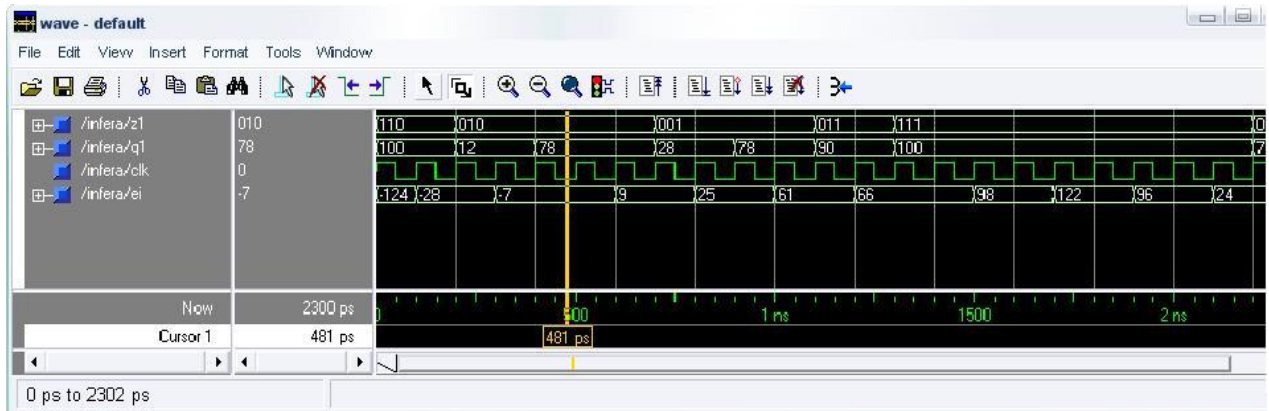 wave - default
File Edit View Insert Format Tools Window
/infera/z1 010 110 010 001 011 111
/infera/q1 78 100 12 78 28 78 90 100
/infera/clk 0
/infera/ei -7 -124 -28 -7 9 25 61 66 98 122 96 24
Now 2300 ps 500 1 ns 1500 2 ns
Cursor 1 481 ps 481 ps
0 ps to 2302 ps